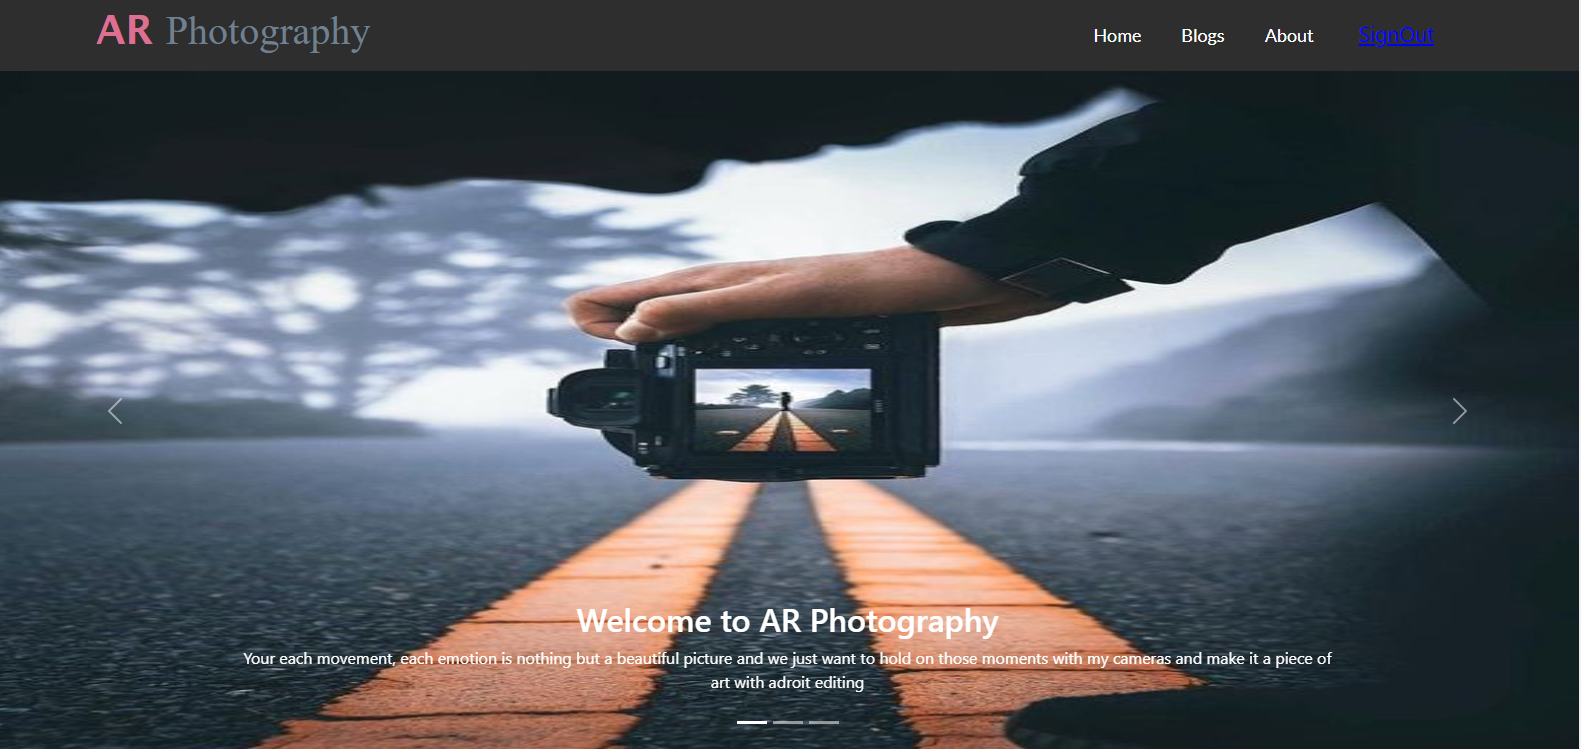 AR Photography
Home Blogs About SignOut
Welcome to AR Photography
Your each movement, each emotion is nothing but a beautiful picture and we just want to hold on those moments with my cameras and make it a piece of
art with adroit editing